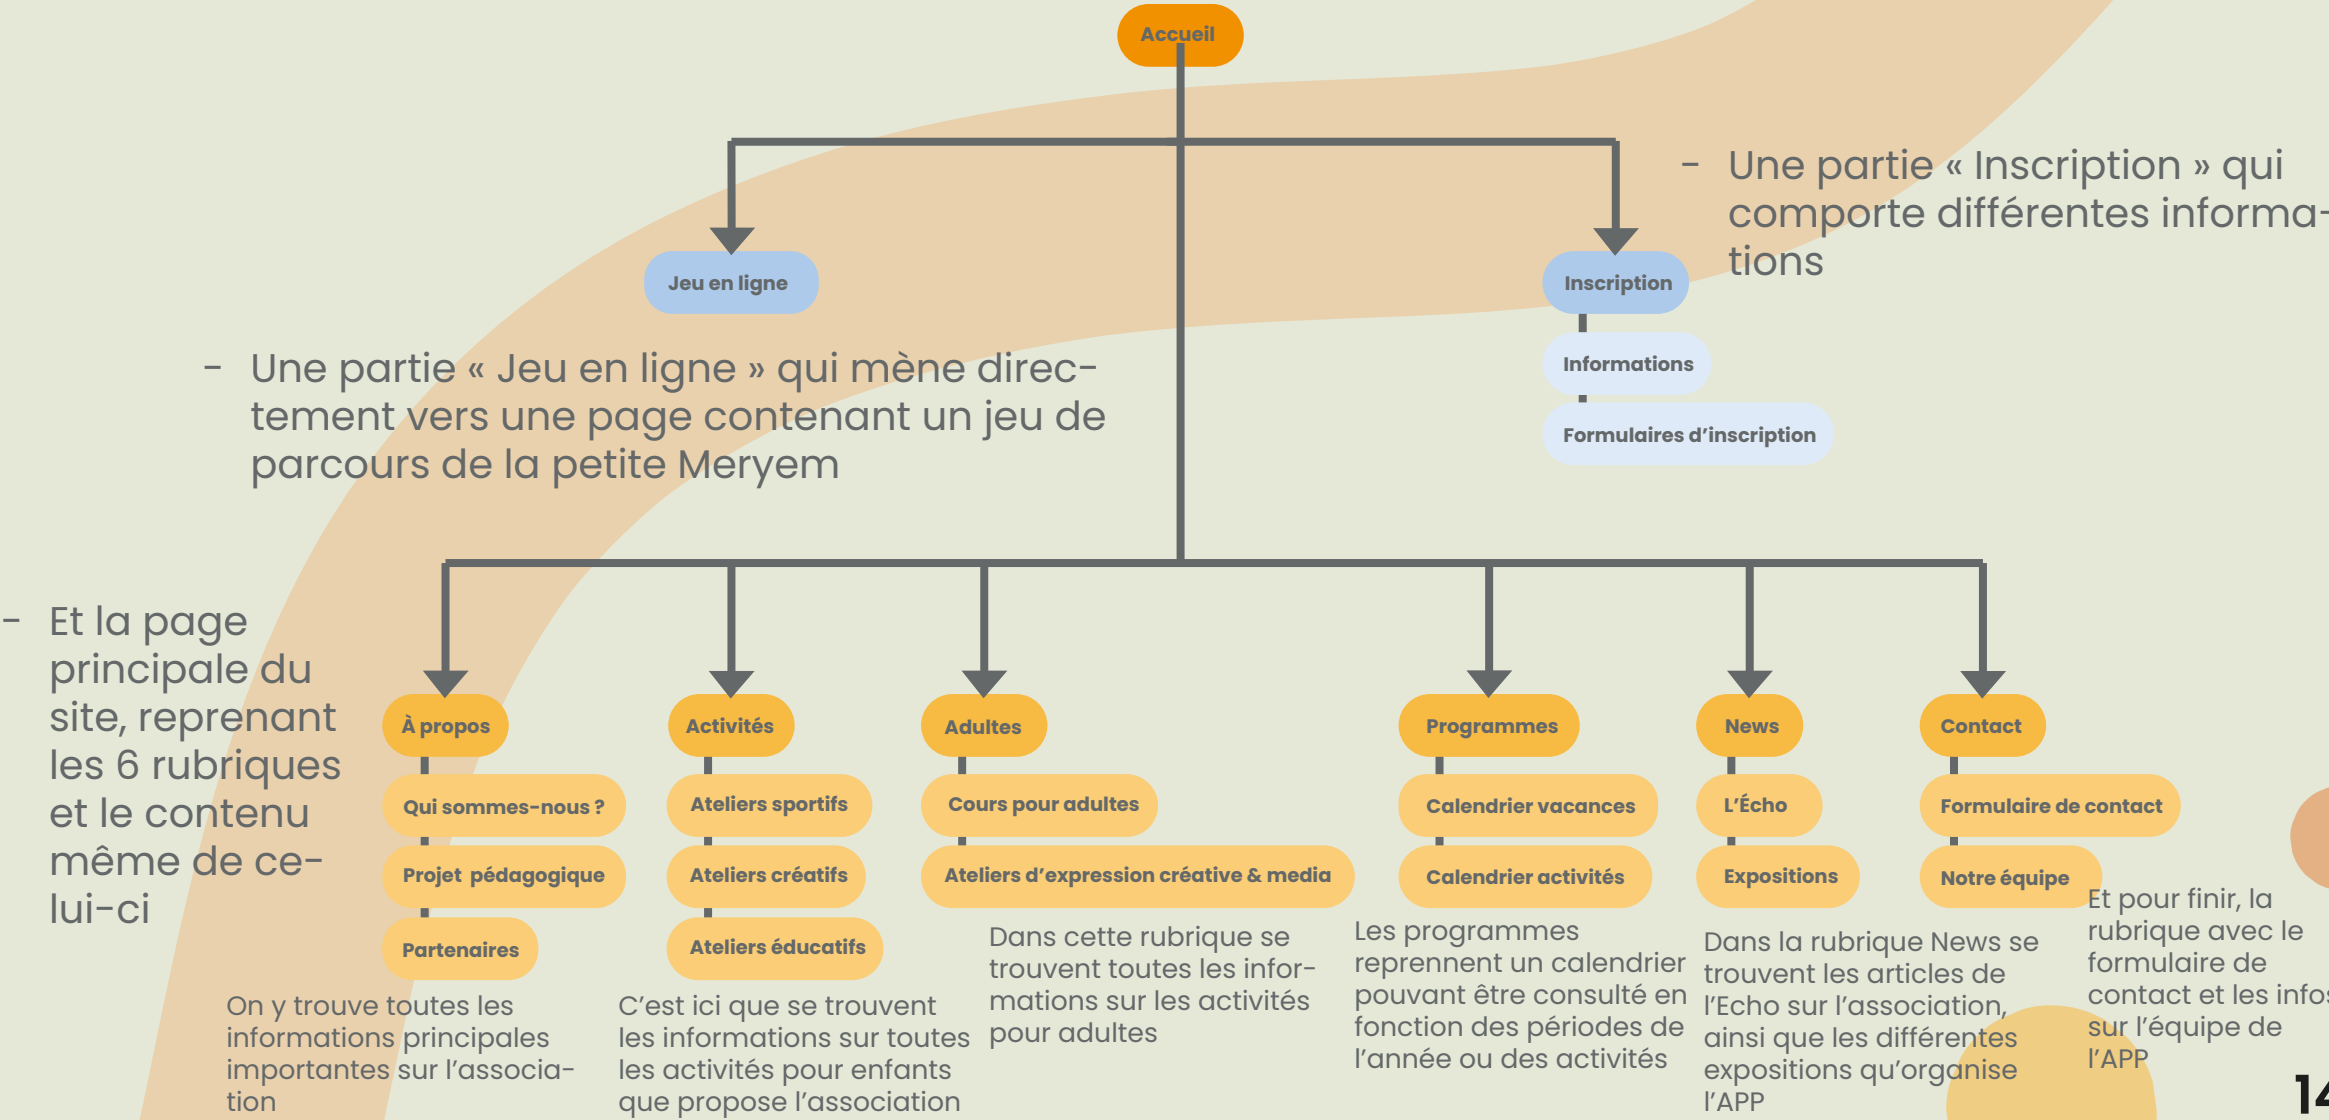 Accueil
- Une partie « Inscription » qui
comporte différentes informa-
tions
Jeu en ligne
Inscription
Informations
Formulaires d’inscription
- Une partie « Jeu en ligne » qui mène direc-
tement vers une page contenant un jeu de
parcours de la petite Meryem
- Et la page
principale du
site, reprenant
les 6 rubriques
et le contenu
même de ce-
lui-ci
À propos
Qui sommes-nous ?
Projet pédagogique
Partenaires
On y trouve toutes les
informations principales
importantes sur l’associa-
tion
Activités
Ateliers sportifs
Ateliers créatifs
Ateliers éducatifs
C’est ici que se trouvent
les informations sur toutes
les activités pour enfants
que propose l’association
Adultes
Cours pour adultes
Ateliers d’expression créative & media
Dans cette rubrique se
trouvent toutes les infor-
mations sur les activités
pour adultes
Programmes
Calendrier vacances
Calendrier activités
Les programmes
reprennent un calendrier
pouvant être consulté en
fonction des périodes de
l’année ou des activités
News
L’Écho
Expositions
Dans la rubrique News se
trouvent les articles de
l’Echo sur l’association,
ainsi que les différentes
expositions qu’organise
l’APP
Contact
Formulaire de contact
Notre équipe
Et pour finir, la
rubrique avec le
formulaire de
contact et les infos
sur l’équipe de
l’APP
14